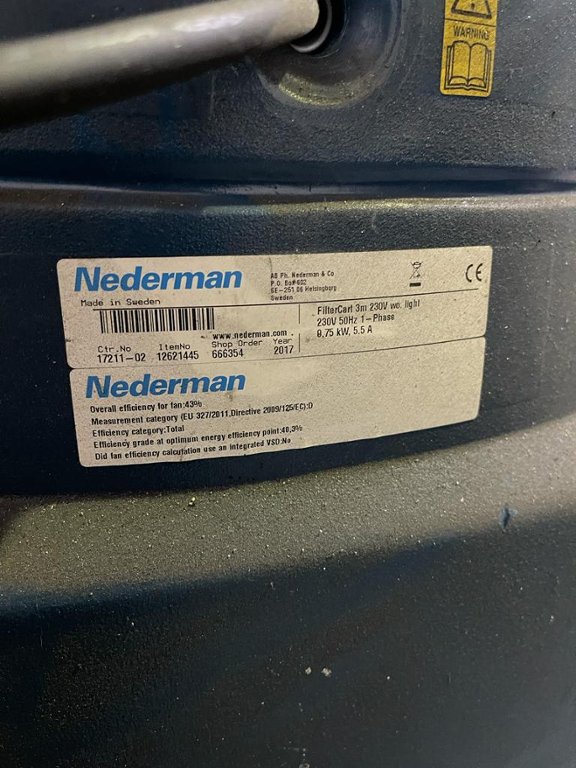 WARNING
Nederman
AB Ph. Nederman & Co
P.O. Box 602
SE-251 06 Helsingborg
Sweden
Made in Sweden
FilterCart 3m 230V wo. light
230V 50Hz 1-Phase
0,75 kW, 5.5 A
www.nederman.com
Ctr.No ItemNo Shop Order Year
17211-02 12621445 666354 2017
Nederman
Overall efficiency for fan:43%
Measurement category (EU 327/2011,Directive 2009/125/EC):D
Efficiency category:Total
Efficiency grade at optimum energy efficiency point:40,3%
Did fan efficiency calculation use an integrated VSD:No